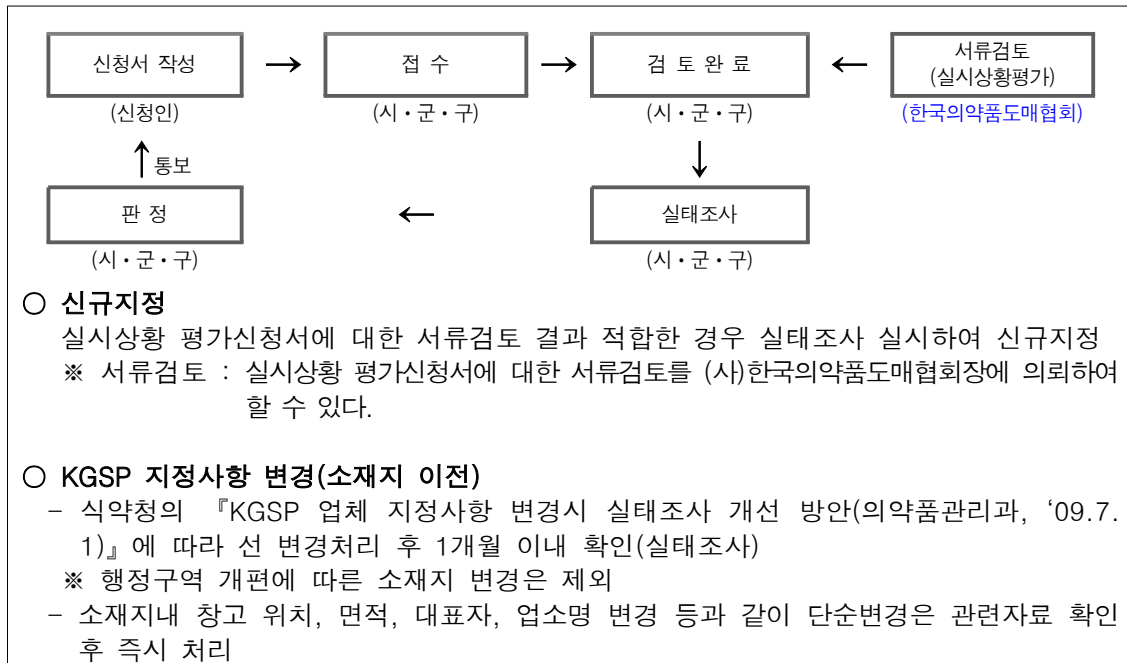 신청서 작성 → 접 수 → 검 토 완 료 ← 서류검토
(실시상황평가)
(신청인) (시・군・구) (시・군・구) (한국의약품도매협회)
↑통보 ↓
판 정 ← 실태조사
(시・군・구) (시・군・구)
○ 신규지정
실시상황 평가신청서에 대한 서류검토 결과 적합한 경우 실태조사 실시하여 신규지정
※ 서류검토 : 실시상황 평가신청서에 대한 서류검토를 (사)한국의약품도매협회장에 의뢰하여
할 수 있다.
○ KGSP 지정사항 변경(소재지 이전)
- 식약청의 『KGSP 업체 지정사항 변경시 실태조사 개선 방안(의약품관리과, ‘09.7.
1)』에 따라 선 변경처리 후 1개월 이내 확인(실태조사)
※ 행정구역 개편에 따른 소재지 변경은 제외
- 소재지내 창고 위치, 면적, 대표자, 업소명 변경 등과 같이 단순변경은 관련자료 확인
후 즉시 처리